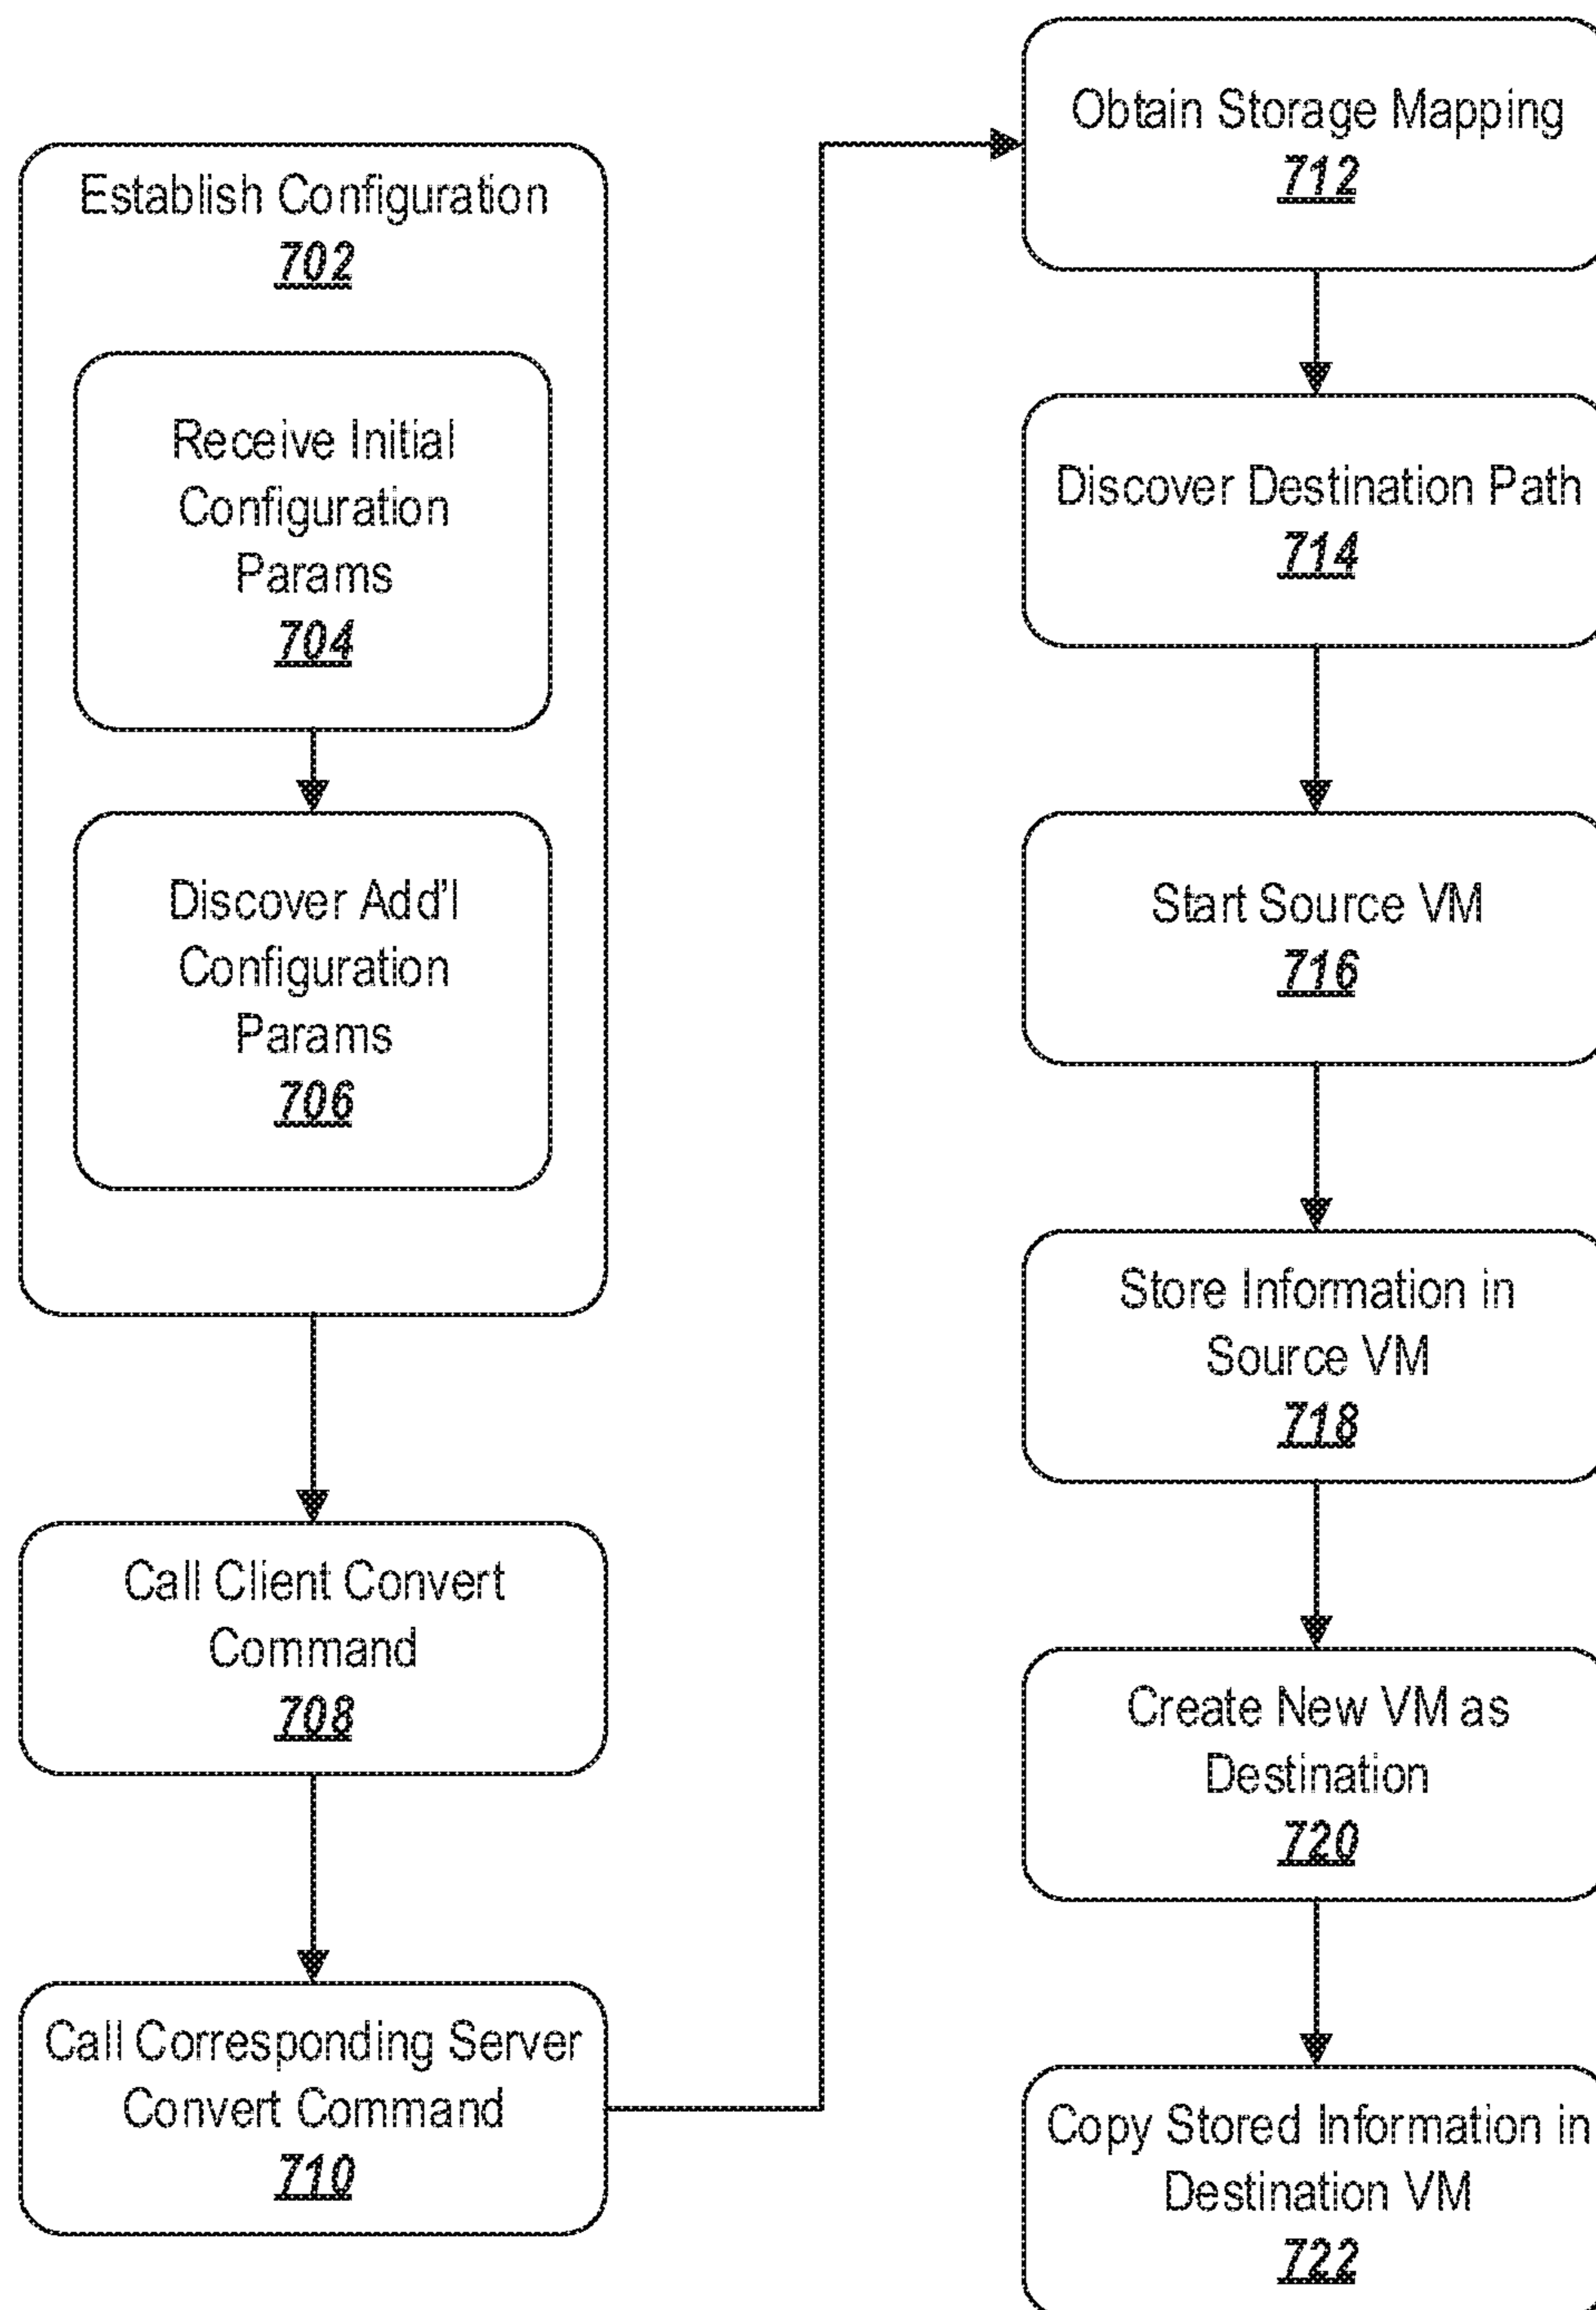 Establish Configuration
702
Receive Initial
Configuration
Params
704
Discover Add'l
Configuration
Params
706
Call Client Convert
Command
708
Call Corresponding Server
Convert Command
710
Obtain Storage Mapping
712
Discover Destination Path
714
Start Source VM
716
Store Information in
Source VM
718
Create New VM as
Destination
720
Copy Stored Information in
Destination VM
722